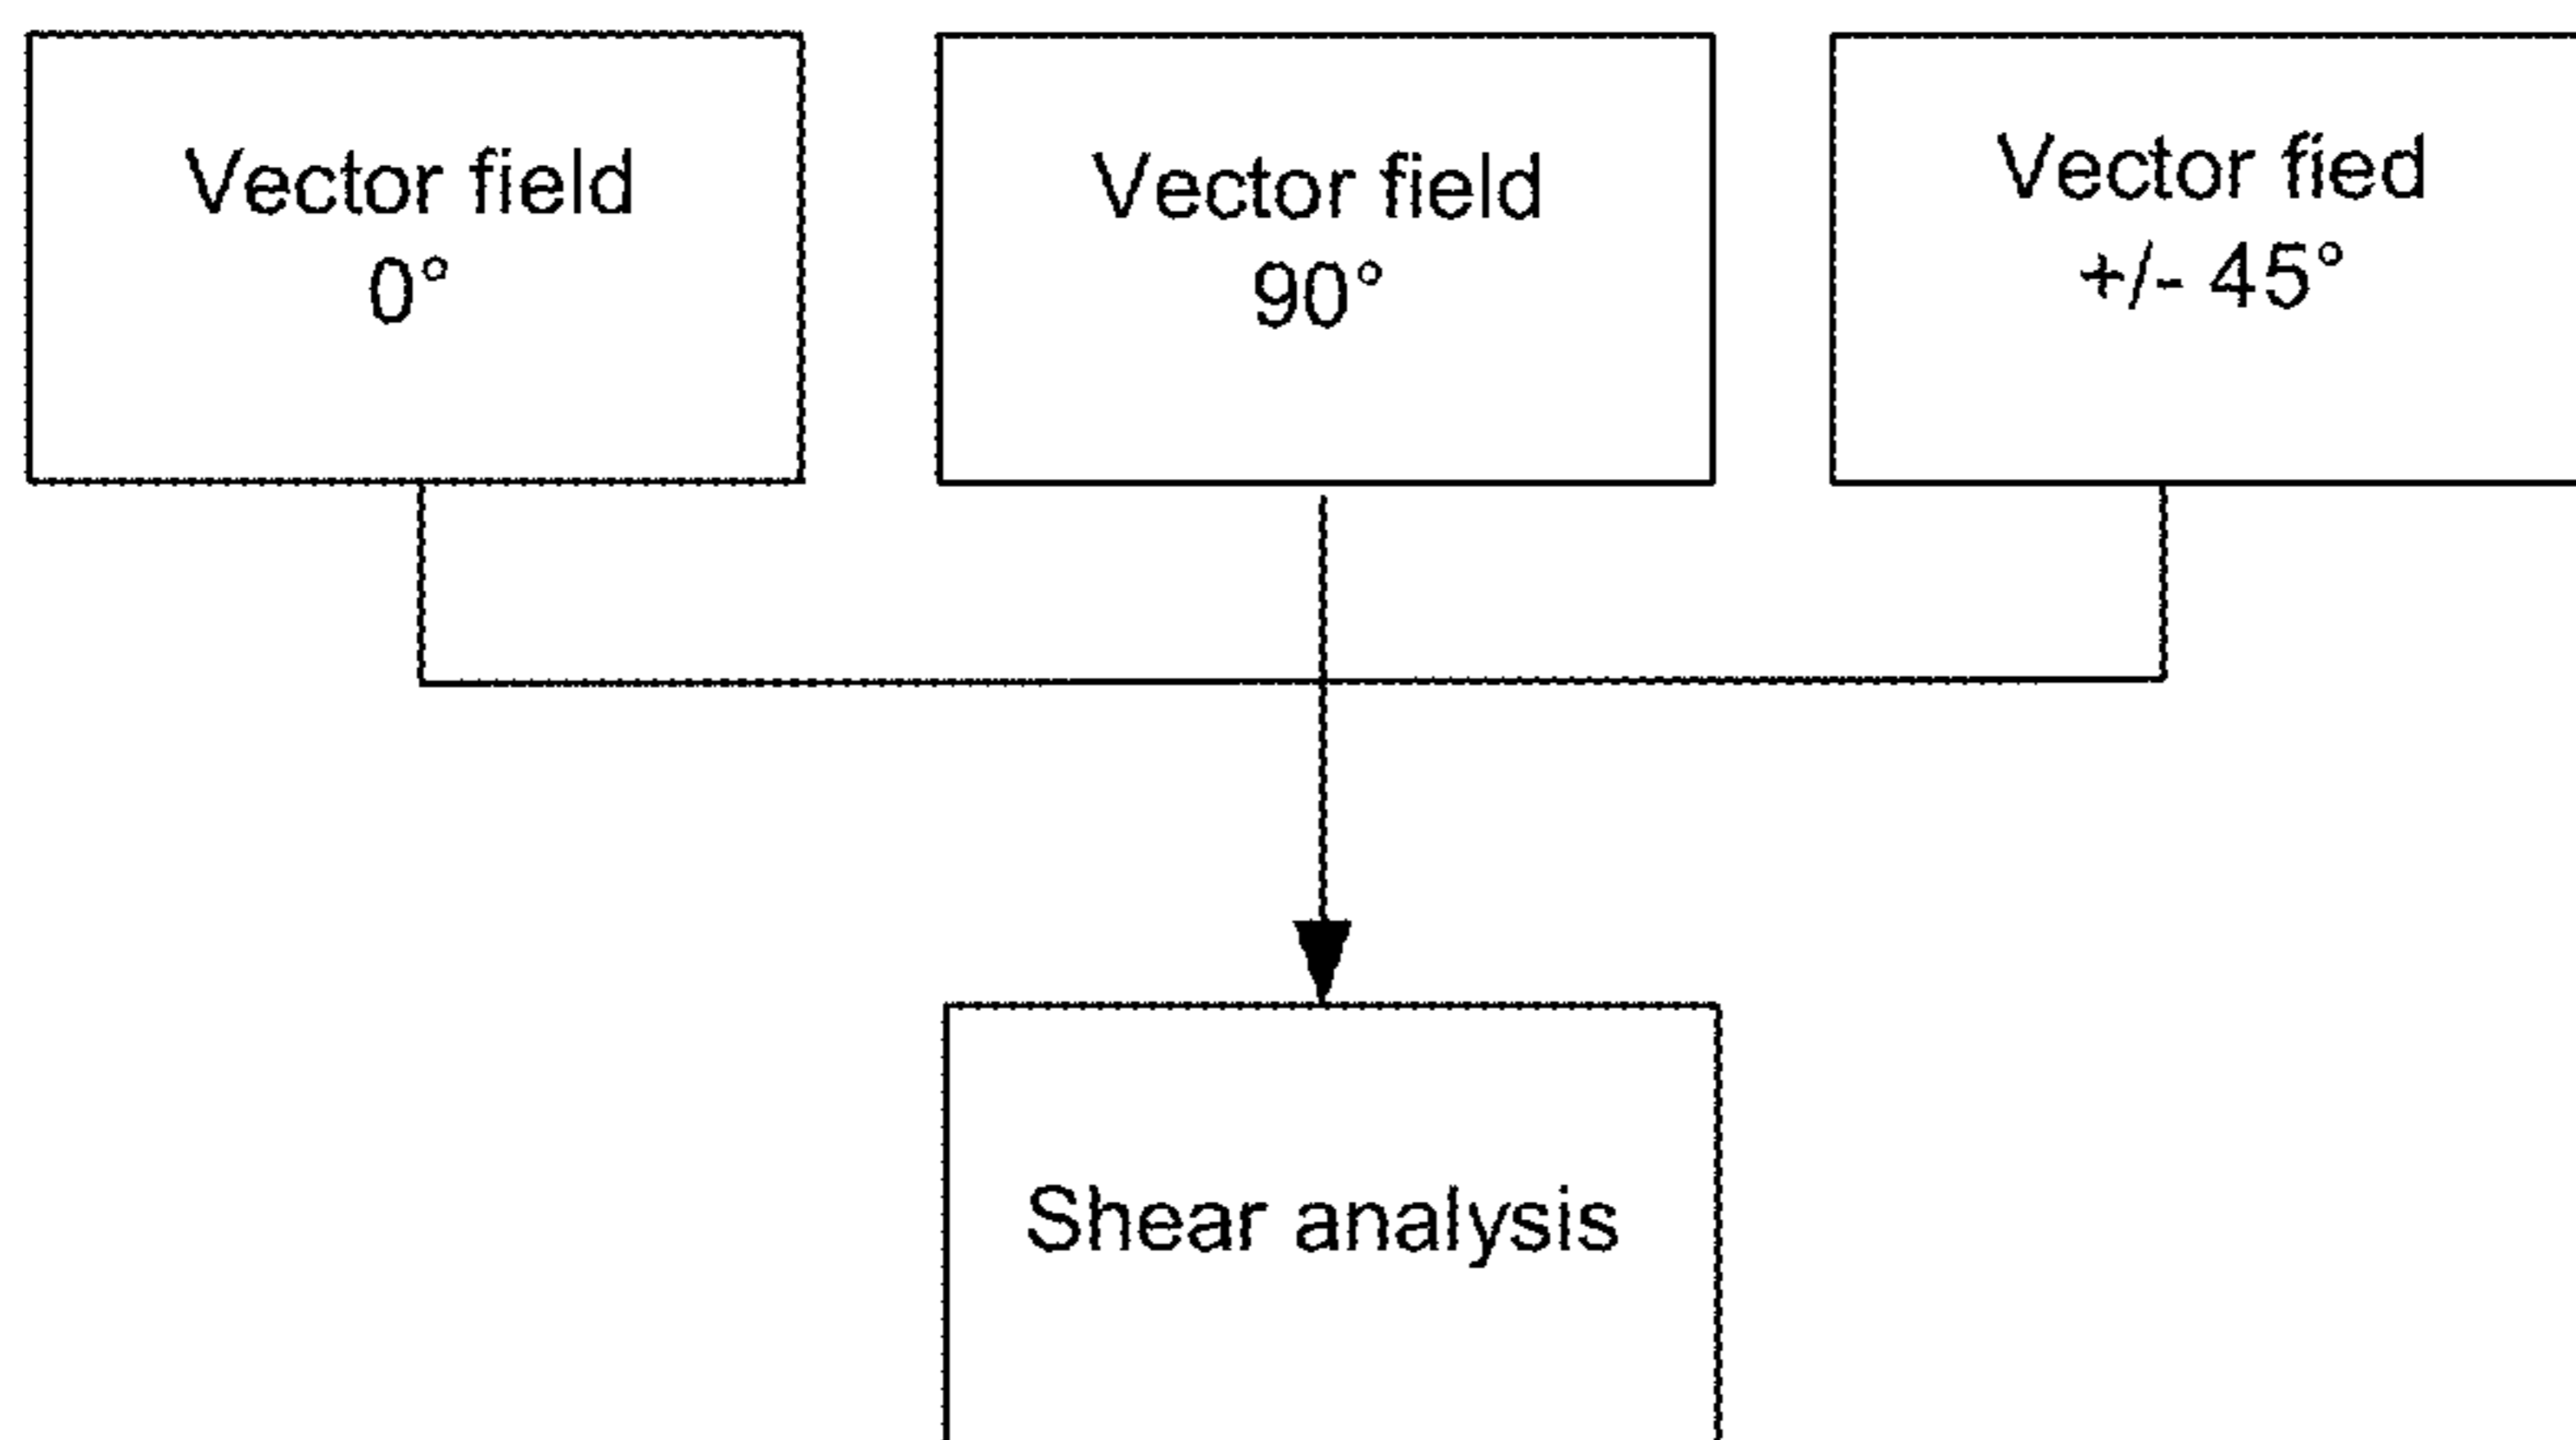 Vector field
0°
Vector field
90°
Vector fied
+/- 45°
Shear analysis